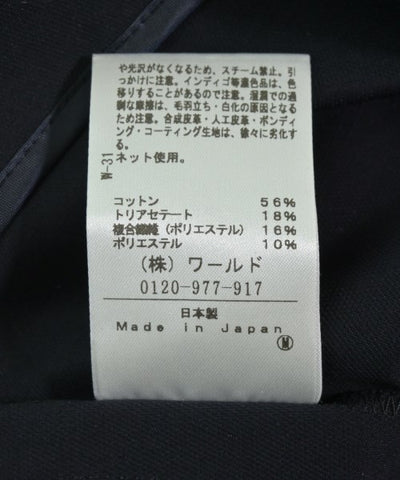 や光沢がなくなるため、スチーム禁止。引
っかけに注意。インディゴ等濃色品は、色
移りすることがあるので注意。湿潤での過
剰な摩擦は、毛羽立ち・白化の原因となる
ため注意。合成皮革・人工皮革・ボンディ
ング・コーティング生地は、徐々に劣化す
る。
ネット使用。
W-31
コットン 56%
トリアセテート 18%
複合繊維（ポリエステル） 16%
ポリエステル 10%
（株）ワールド
0120-977-917
日本製
Made in Japan
M